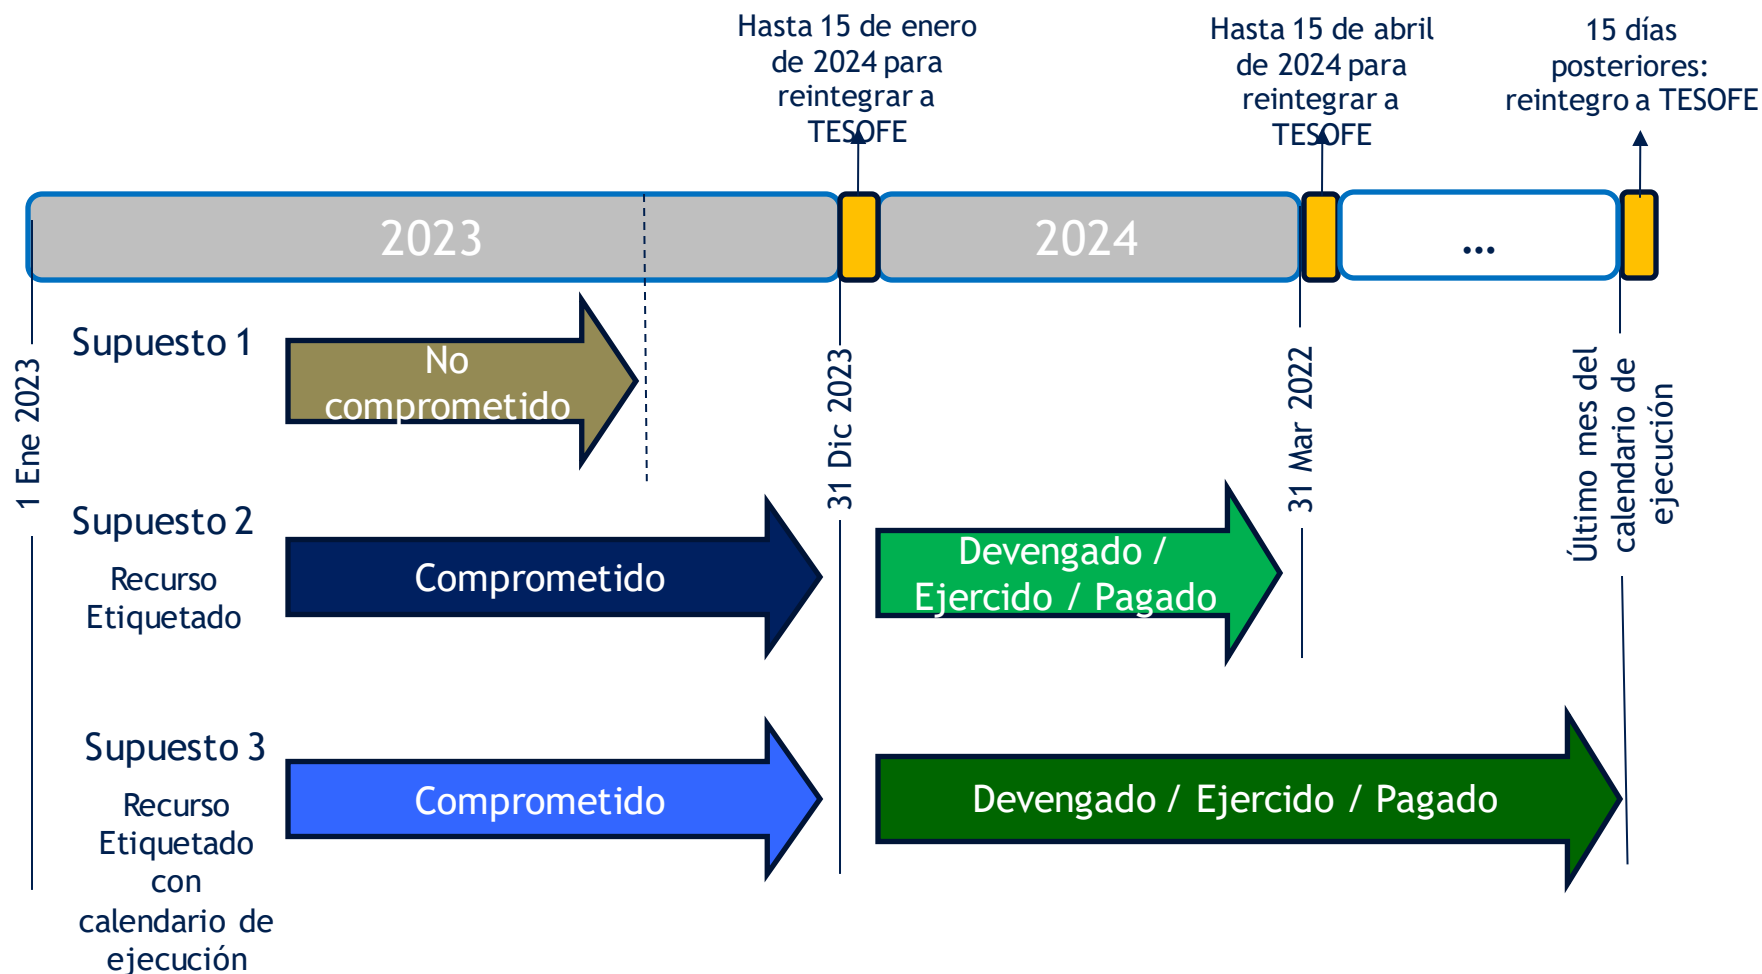 Hasta 15 de enero
de 2024 para
reintegrar a
TESOFE
Hasta 15 de abril
de 2024 para
reintegrar a
TESOFE
15 días
posteriores:
reintegro a TESOFE
2023
2024
...
1 Ene 2023
31 Dic 2023
31 Mar 2022
Último mes del
calendario de
ejecución
Supuesto 1
No
comprometido
Supuesto 2
Recurso
Etiquetado
Comprometido
Devengado /
Ejercido / Pagado
Supuesto 3
Recurso
Etiquetado
con
calendario de
ejecución
Comprometido
Devengado / Ejercido / Pagado